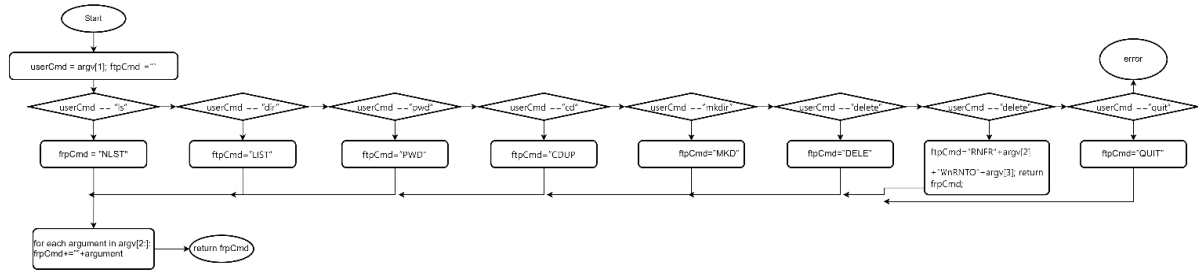 Start
userCmd = argv[1]; ftpCmd =""
error
userCmd -- "ls"
userCmd -- "dir"
userCmd --"pwd"
userCmd --"cd"
userCmd --"mkdir"
userCmd --"delete"
userCmd --"delete"
userCmd --"quit"
frpCmd = "NLST"
ftpCmd="LIST"
ftpCmd="PWD"
ftpCmd="CDUP
ftpCmd="MKD"
ftpCmd="DELE"
ftpCmd="RNFR"+argv[2]
+"WnRNTO"+argv[3]; return
frpCmd;
ftpCmd="QUIT"
for each argument in argv[2:]:
frpCmd+=""+argument
return frpCmd